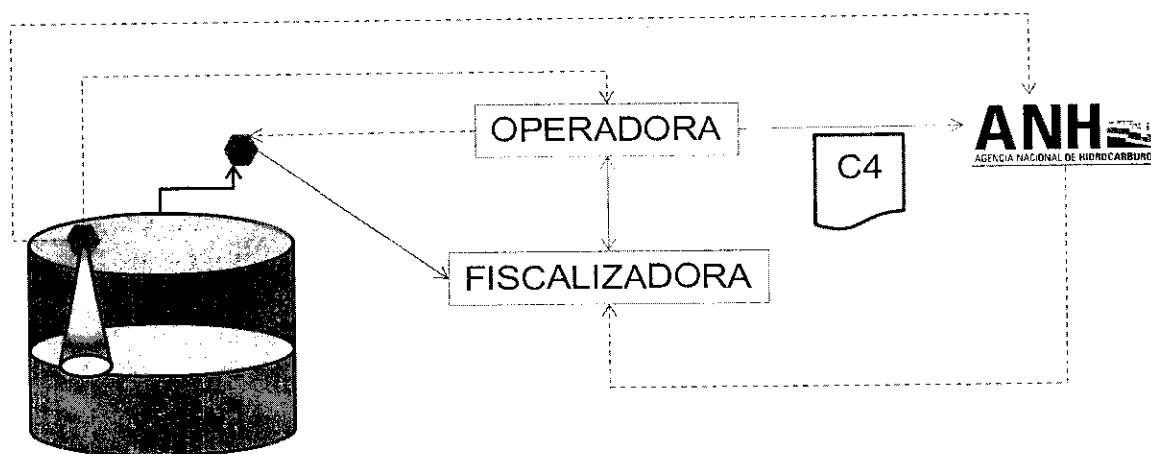 OPERADORA
C4
ANH
AGENCIA NACIONAL DE HIDROCARBURO
FISCALIZADORA